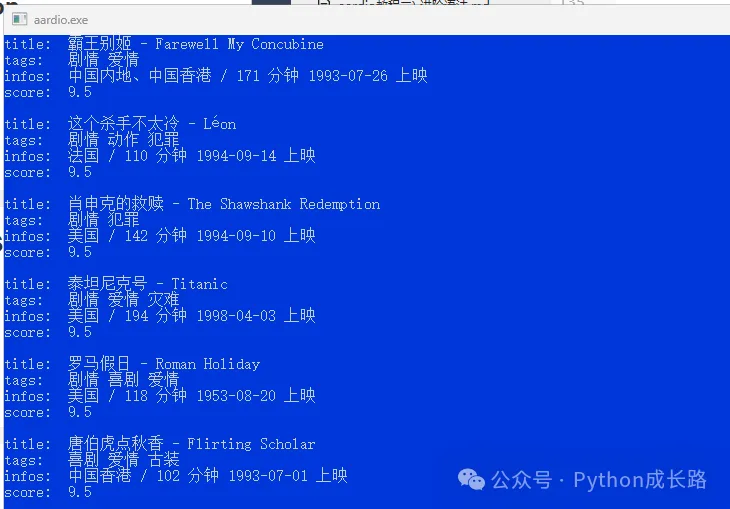 aardio.exe
title: 霸王别姬 - Farewell My Concubine
tags: 剧情 爱情
infos: 中国内地、中国香港 / 171 分钟 1993-07-26 上映
score: 9.5
title: 这个杀手不太冷 - Léon
tags: 剧情 动作 犯罪
infos: 法国 / 110 分钟 1994-09-14 上映
score: 9.5
title: 肖申克的救赎 - The Shawshank Redemption
tags: 剧情 犯罪
infos: 美国 / 142 分钟 1994-09-10 上映
score: 9.5
title: 泰坦尼克号 - Titanic
tags: 剧情 爱情 灾难
infos: 美国 / 194 分钟 1998-04-03 上映
score: 9.5
title: 罗马假日 - Roman Holiday
tags: 剧情 喜剧 爱情
infos: 美国 / 118 分钟 1953-08-20 上映
score: 9.5
title: 唐伯虎点秋香 - Flirting Scholar
tags: 喜剧 爱情 古装
infos: 中国香港 / 102 分钟 1993-07-01 上映
score: 9.5
公众号 · Python成长路